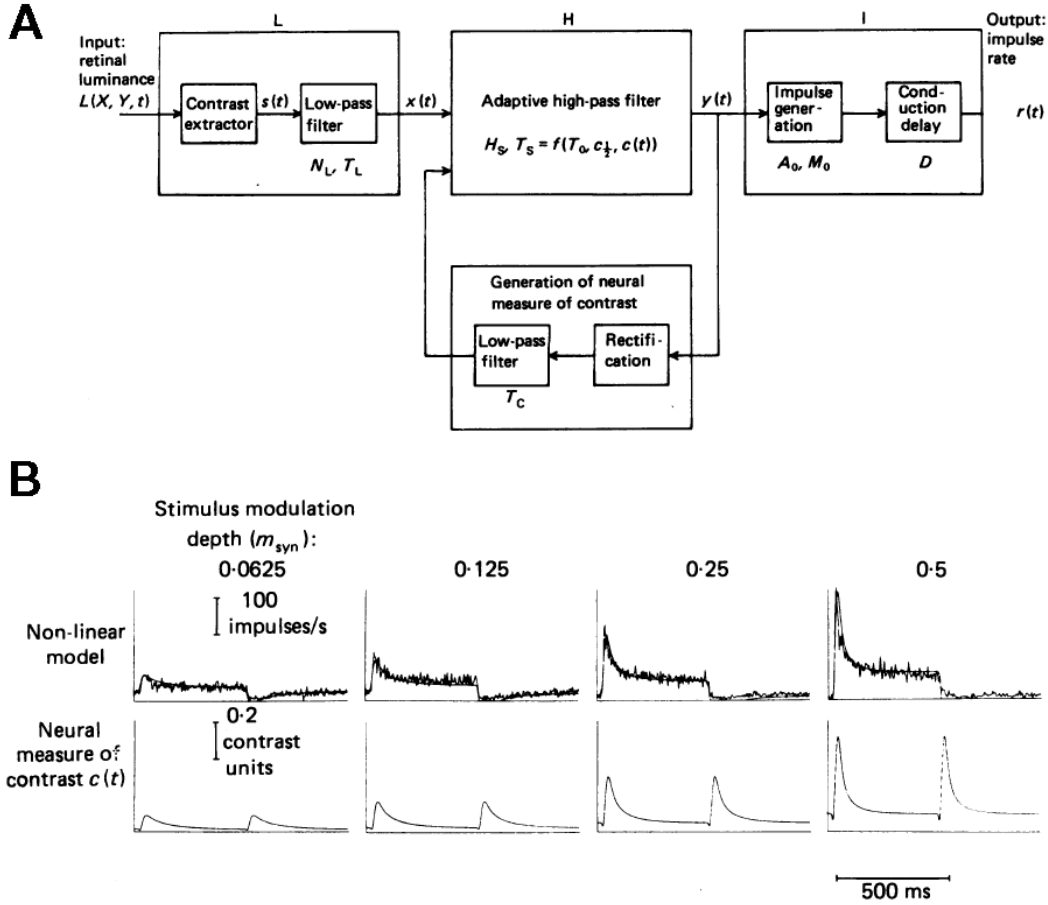 A
L
H
I
Input:
retinal
luminance
L(X, Y, t)
Contrast
extractor
s(t)
Low-pass
filter
N_L, T_L
x(t)
Adaptive high-pass filter
H_S, T_S = f(T_0, c_½, c(t))
y(t)
Impulse
gener-
ation
A_0, M_0
Con-
duction
delay
D
Output:
impulse
rate
r(t)
Generation of neural
measure of contrast
Low-pass
filter
T_C
Rectifi-
cation
B
Stimulus modulation
depth (m_syn):
0·0625
0·125
0·25
0·5
100
impulses/s
Non-linear
model
0·2
contrast
units
Neural
measure of
contrast c(t)
500 ms